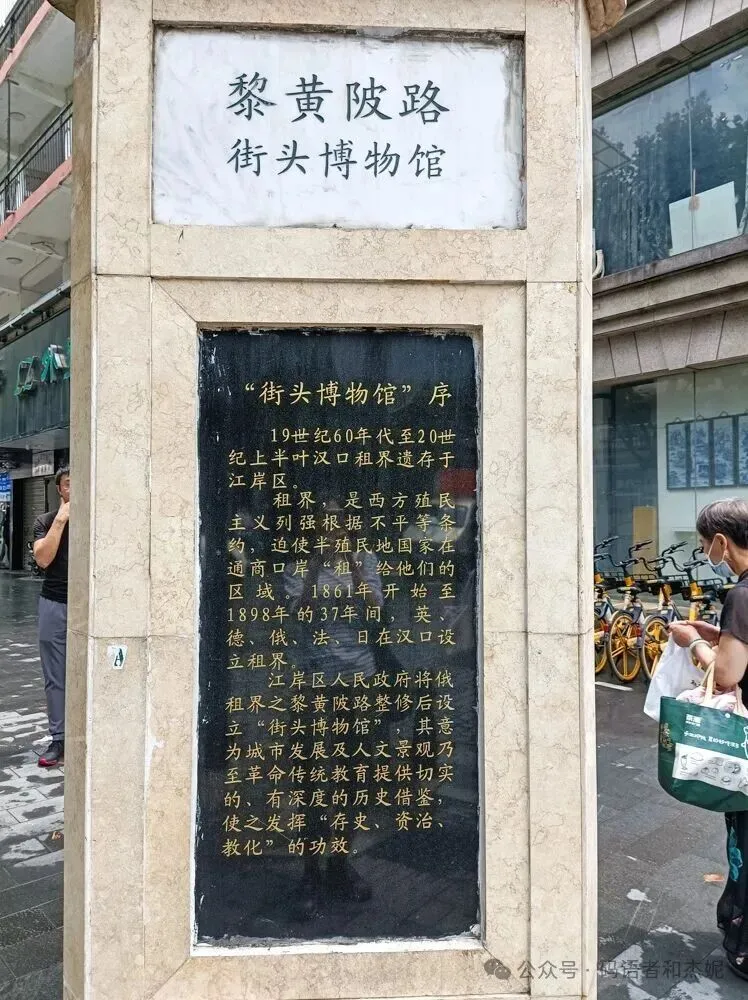 黎黄陂路
街头博物馆
“街头博物馆”序
19世纪60年代至20世
纪上半叶汉口租界遗存于
江岸区。
租界，是西方殖民
主义列强根据不平等条
约，迫使半殖民地国家在
通商口岸“租”给他们的
区域。1861年开始至
1898年的37年间，英、
德、俄、法、日在汉口设
立租界。
江岸区人民政府将俄
租界之黎黄陂路整修后设
立“街头博物馆”，其意
为城市发展及人文景观乃
至革命传统教育提供切实
的、有深度的历史借鉴，
使之发挥“存史、资治、
教化”的功效。
公众号·码语者和杰妮